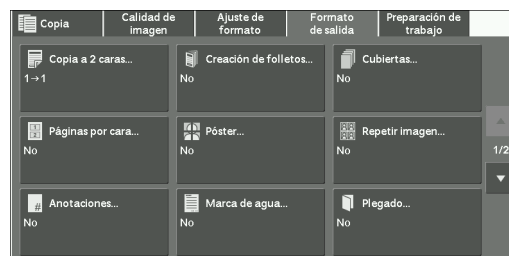 Copia
Calidad de
imagen
Ajuste de
formato
Formato
de salida
Preparación de
trabajo
Copia a 2 caras...
1→1
Creación de folletos...
No
Cubiertas...
No
Páginas por cara...
No
Póster...
No
Repetir imagen...
No
1/2
Anotaciones...
No
Marca de agua...
No
Plegado...
No